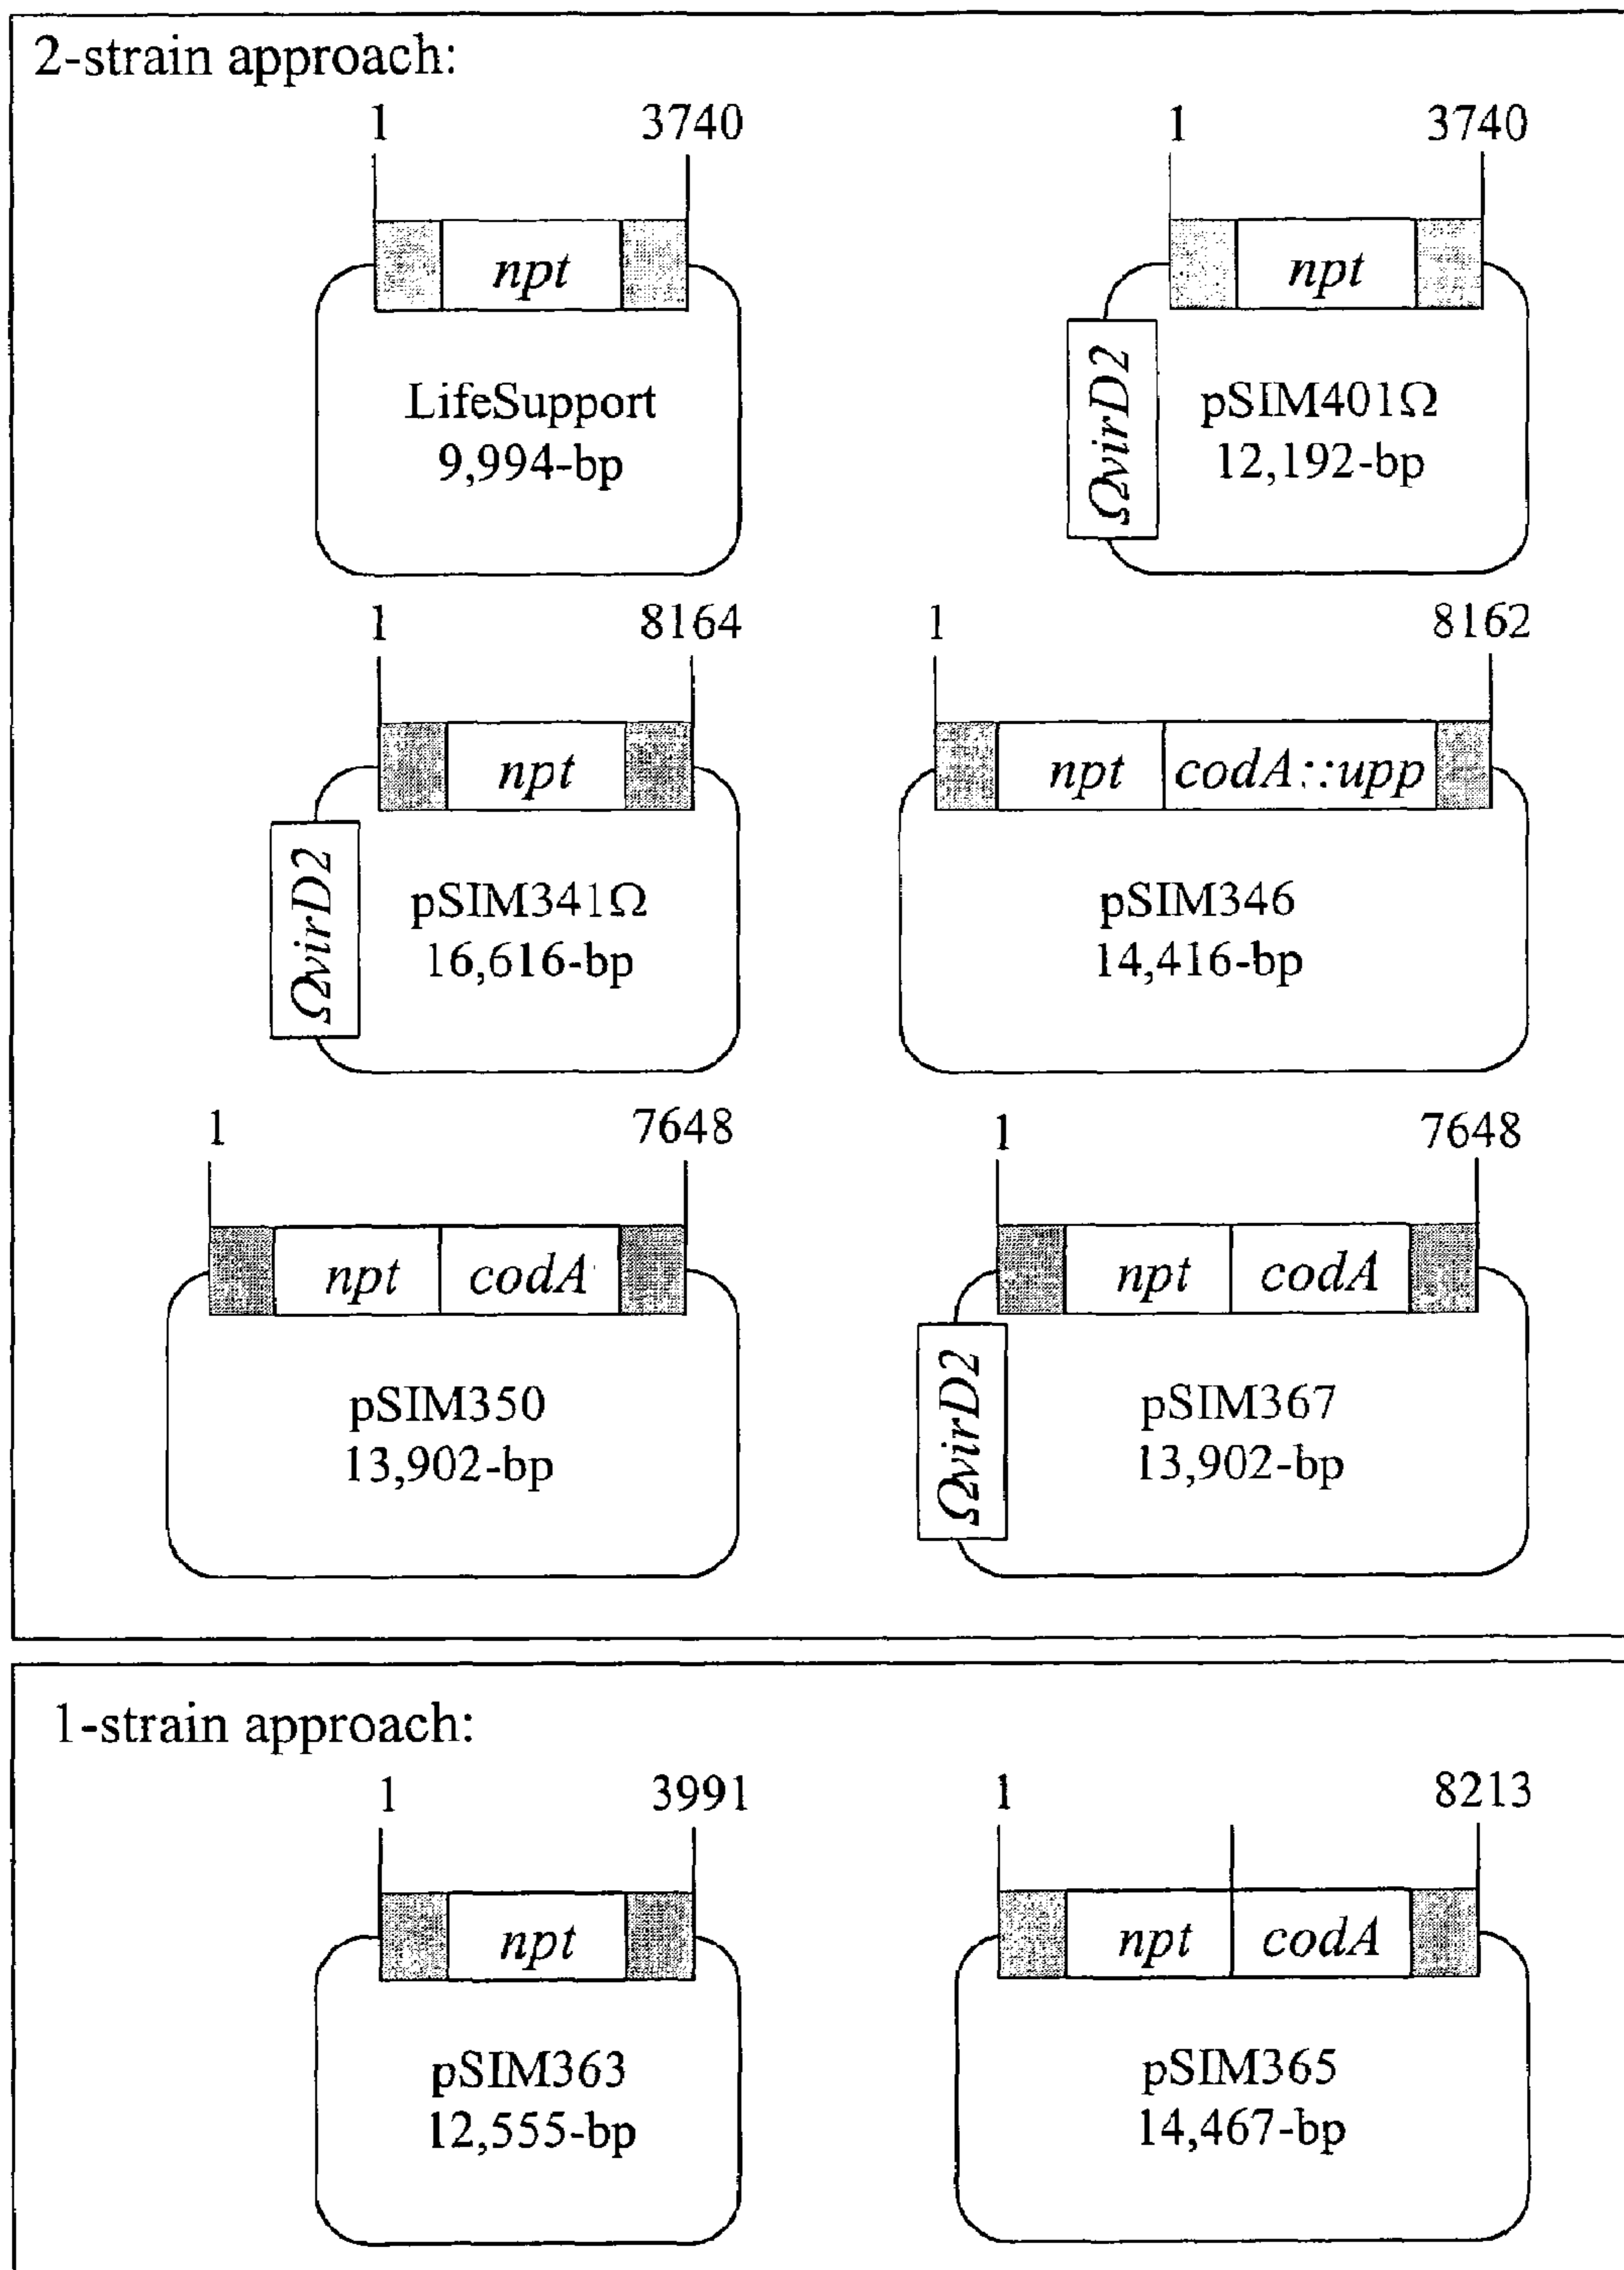 2-strain approach:
1 3740
1 3740
npt
npt
LifeSupport
9,994-bp
ΩvirD2
pSIM401Ω
12,192-bp
1 8164
1 8162
npt
npt codA::upp
ΩvirD2
pSIM341Ω
16,616-bp
pSIM346
14,416-bp
1 7648
1 7648
npt codA
npt codA
pSIM350
13,902-bp
ΩvirD2
pSIM367
13,902-bp
1-strain approach:
1 3991
1 8213
npt
npt codA
pSIM363
12,555-bp
pSIM365
14,467-bp